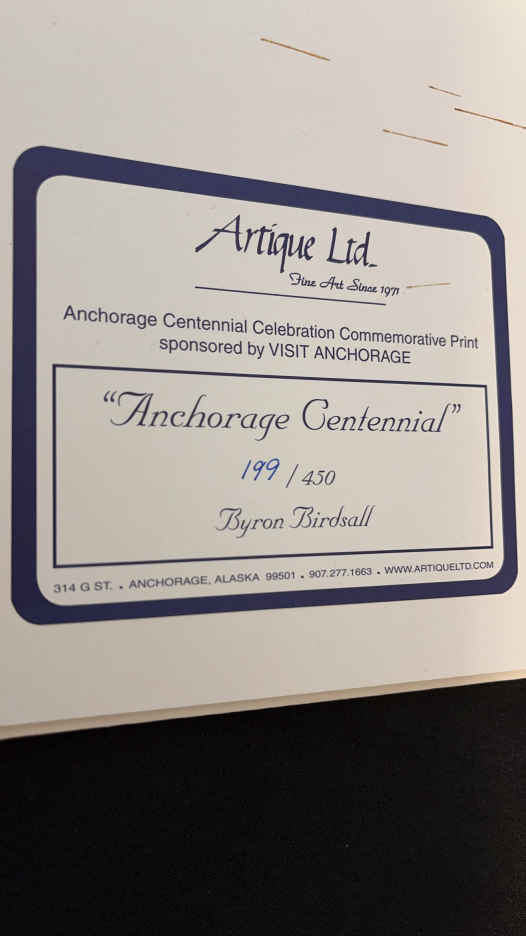 Artique Ltd.
Fine Art Since 1971
Anchorage Centennial Celebration Commemorative Print
sponsored by VISIT ANCHORAGE
“Anchorage Centennial”
199 / 450
Byron Birdsall
314 G ST. • ANCHORAGE, ALASKA 99501 • 907.277.1663 • WWW.ARTIQUELTD.COM